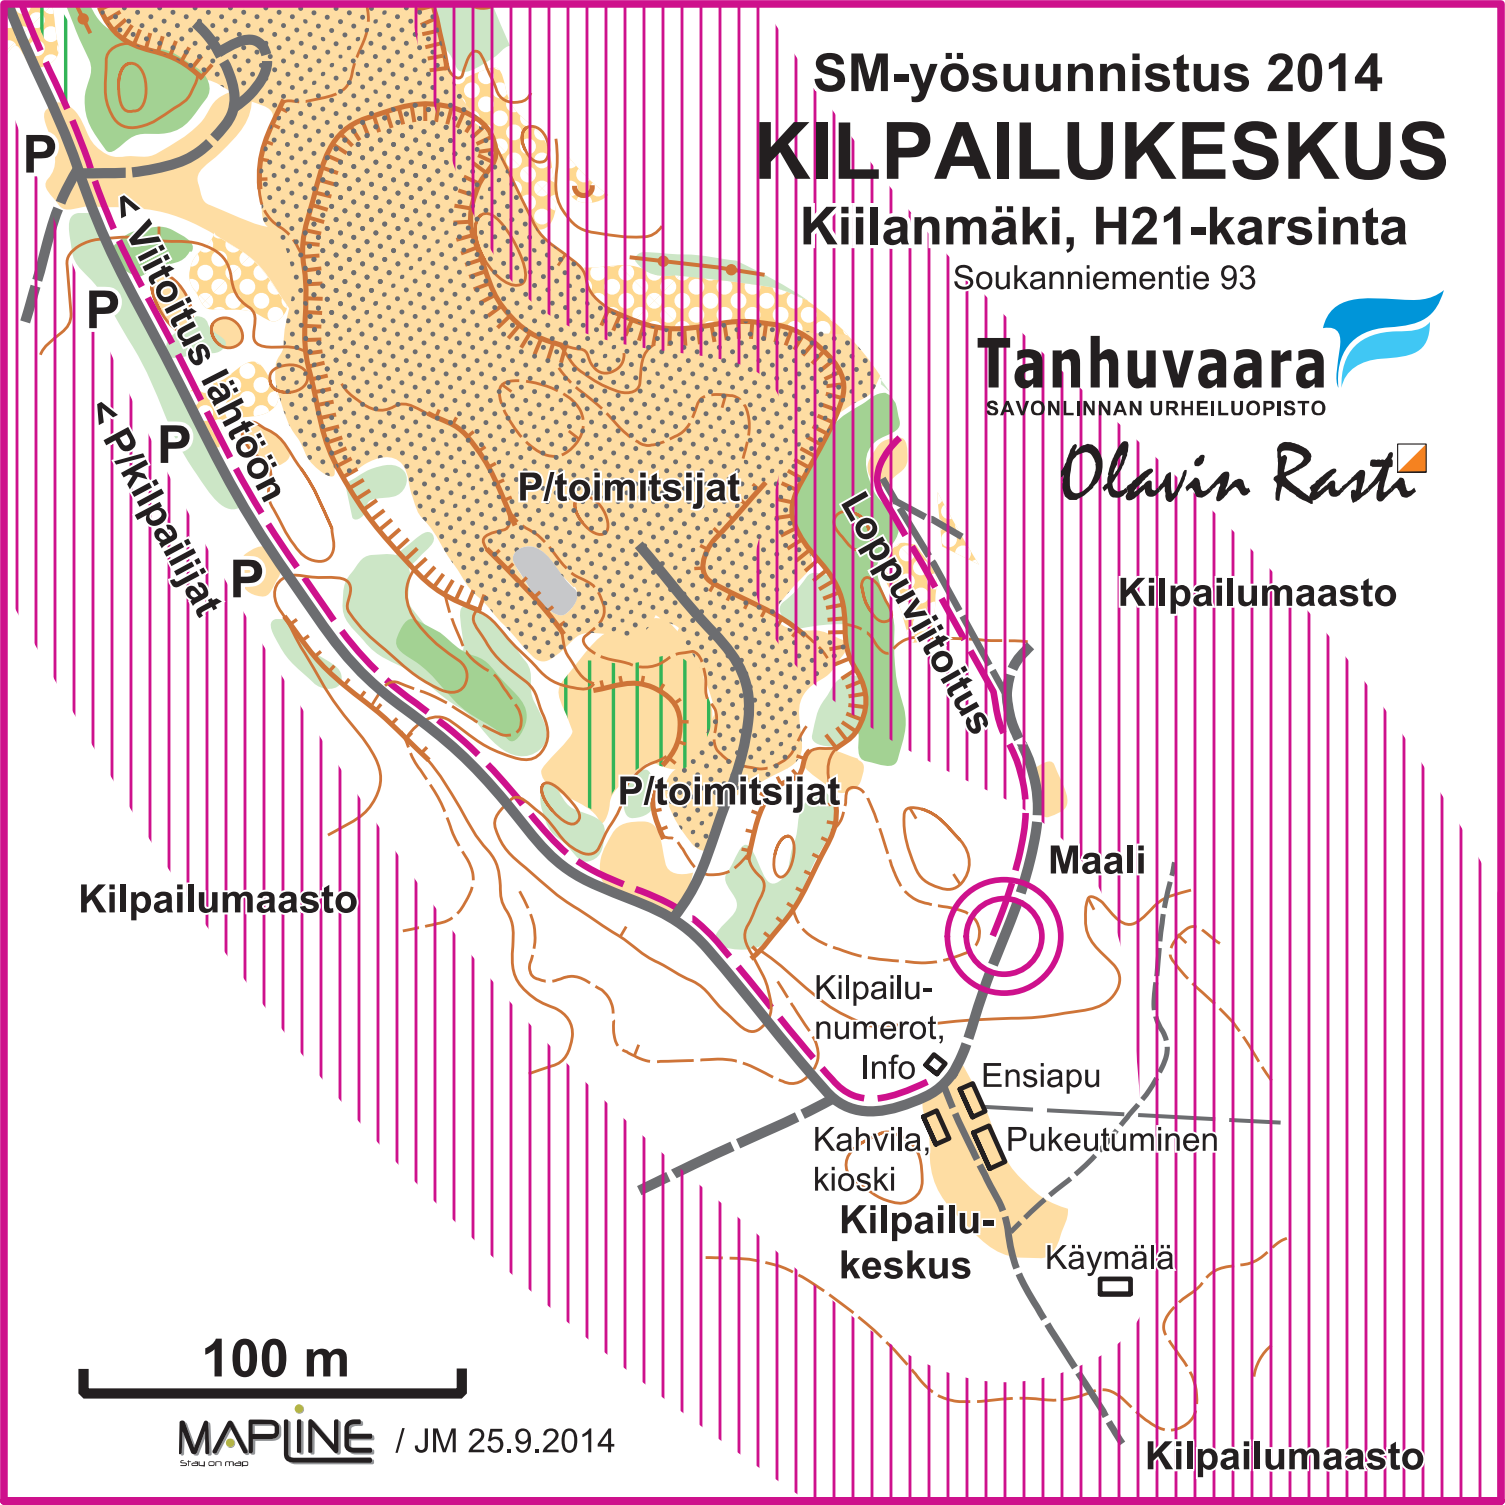 SM-yösuunnistus 2014
KILPAILUKESKUS
Kiilanmäki, H21-karsinta
Soukanniementie 93
Tanhuvaara
SAVONLINNAN URHEILUOPISTO
Olavin Rasti
P
< Viitoitus lähtöön
P
P
< P/kilpailijat
P
P/toimitsijat
Loppuviitoitus
Kilpailumaasto
P/toimitsijat
Maali
Kilpailumaasto
Kilpailu-
numerot,
Info
Ensiapu
Kahvila,
kioski
Pukeutuminen
Kilpailu-
keskus
Käymälä
100 m
MAPLINE
Stay on map
/ JM 25.9.2014
Kilpailumaasto